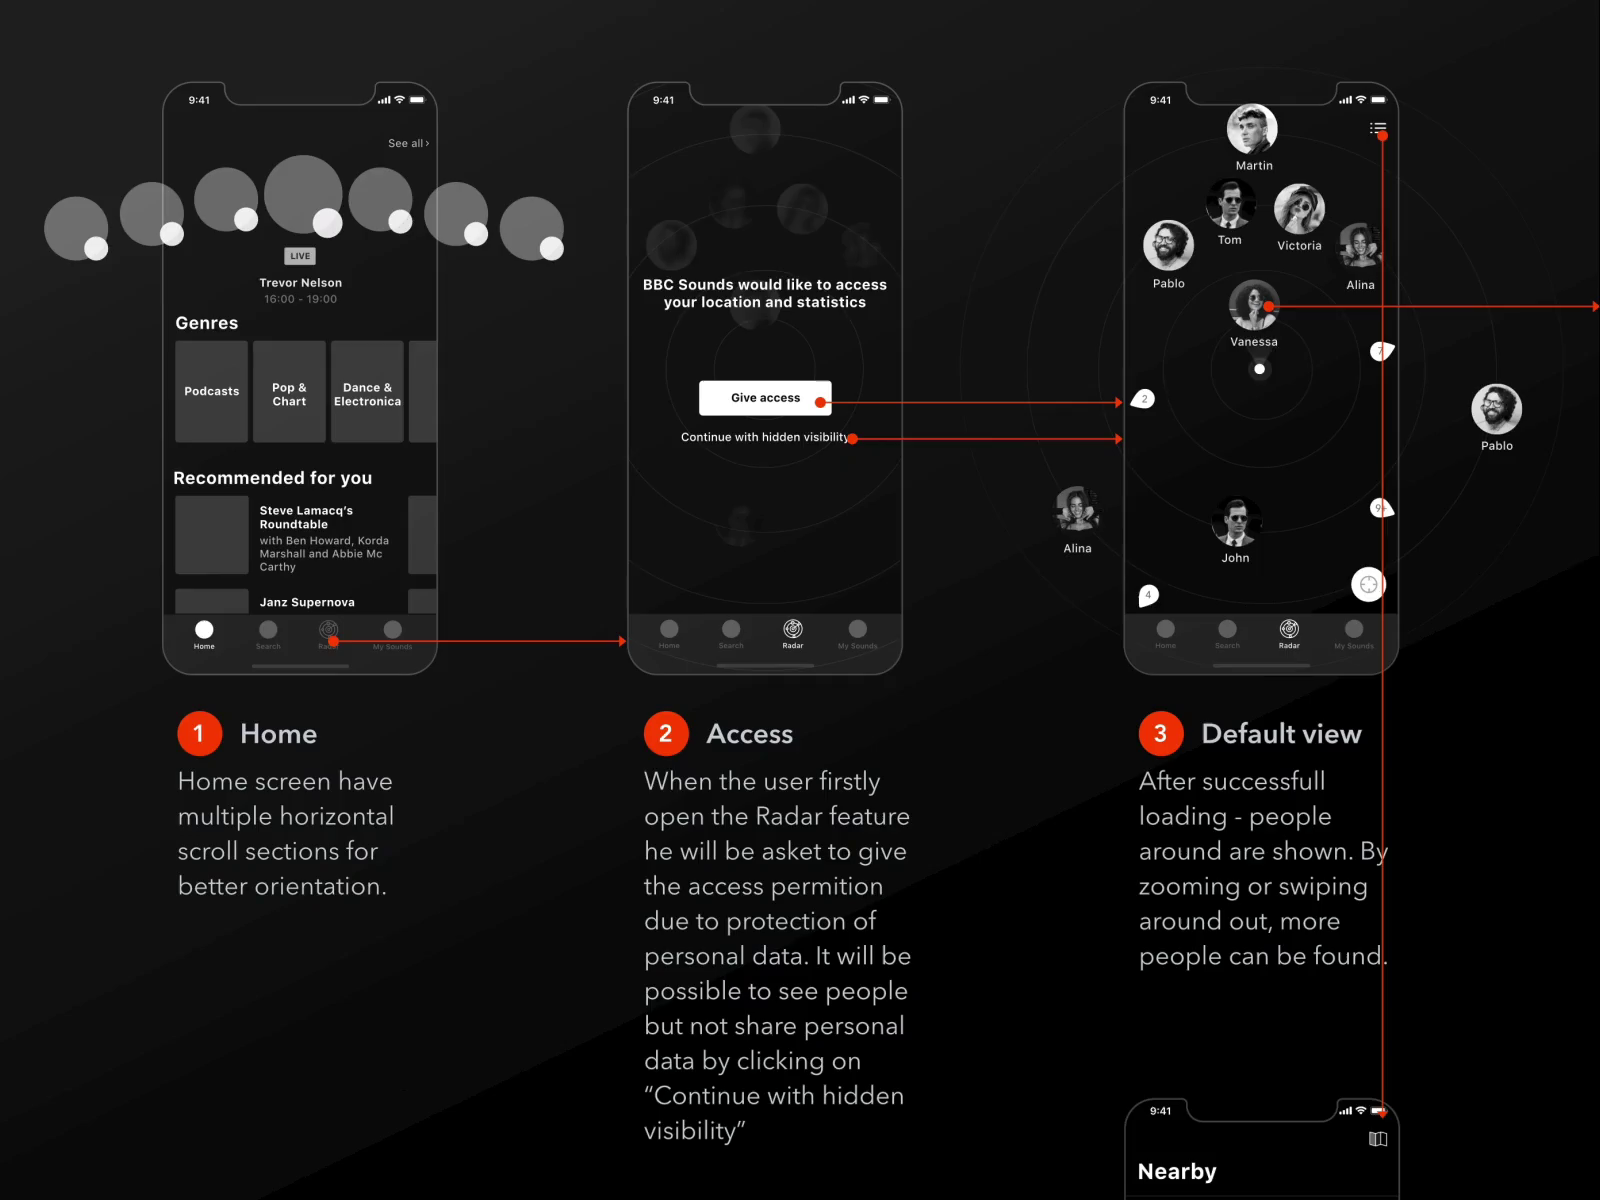 9:41
See all ›
LIVE
Trevor Nelson
16:00 - 19:00
Genres
Podcasts
Pop &
Chart
Dance &
Electronica
Recommended for you
Steve Lamacq's
Roundtable
with Ben Howard, Korda
Marshall and Abbie Mc
Carthy
Janz Supernova
Home
Search
Radar
My Sounds
1 Home
Home screen have
multiple horizontal
scroll sections for
better orientation.
9:41
BBC Sounds would like to access
your location and statistics
Give access
Continue with hidden visibility
Home
Search
Radar
My Sounds
2 Access
When the user firstly
open the Radar feature
he will be asket to give
the access permition
due to protection of
personal data. It will be
possible to see people
but not share personal
data by clicking on
“Continue with hidden
visibility”
9:41
Martin
Tom
Victoria
Pablo
Alina
Vanessa
7
2
Pablo
9+
Alina
John
4
Home
Search
Radar
My Sounds
3 Default view
After successfull
loading - people
around are shown. By
zooming or swiping
around out, more
people can be found.
9:41
Nearby